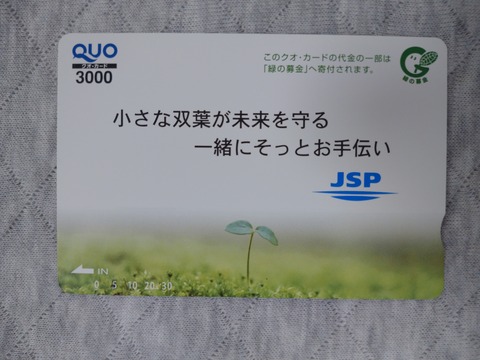 QUO
クオ・カード
3000
このクオ・カードの代金の一部は
「緑の募金」へ寄付されます。
緑の募金
小さな双葉が未来を守る
一緒にそっとお手伝い
JSP
IN
0 5 10 20 30